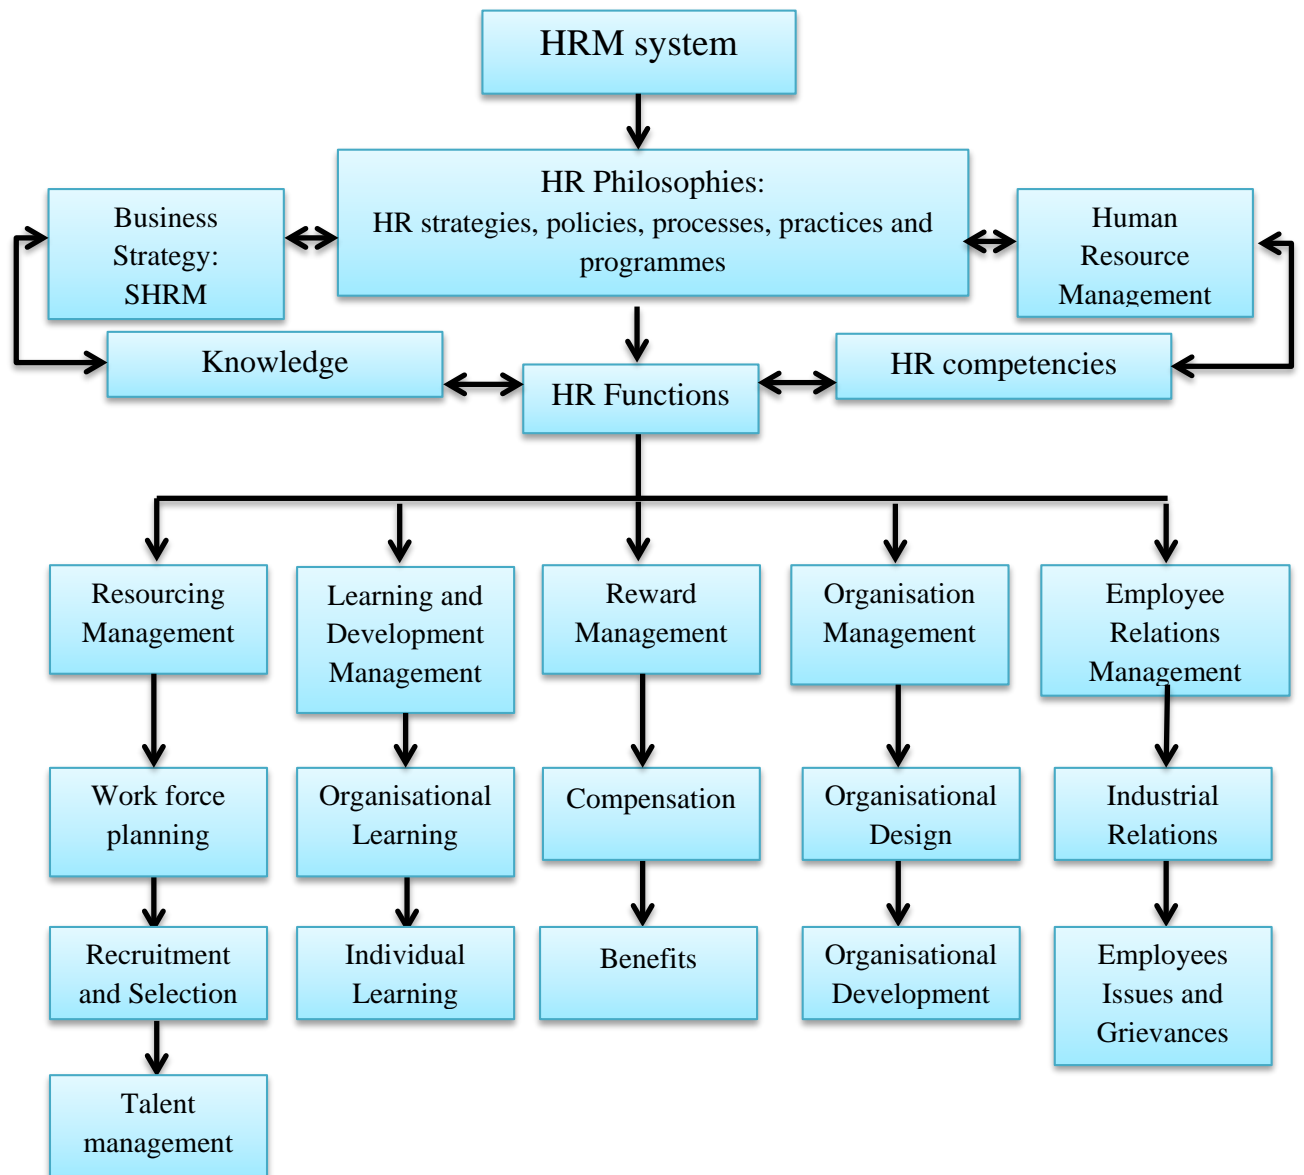 HRM system
HR Philosophies:
HR strategies, policies, processes, practices and
programmes
Business
Strategy:
SHRM
Human
Resource
Management
Knowledge
HR competencies
HR Functions
Resourcing
Management
Learning and
Development
Management
Reward
Management
Organisation
Management
Employee
Relations
Management
Work force
planning
Organisational
Learning
Compensation
Organisational
Design
Industrial
Relations
Recruitment
and Selection
Individual
Learning
Benefits
Organisational
Development
Employees
Issues and
Grievances
Talent
management